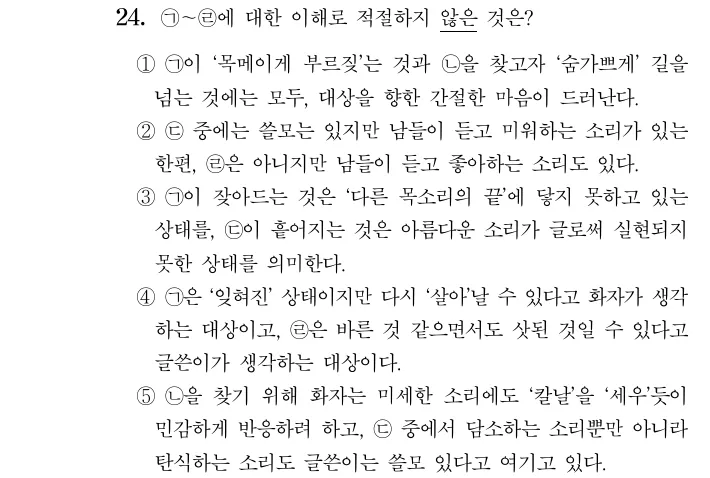 24. ㉠~㉣에 대한 이해로 적절하지 않은 것은?
① ㉠이 ‘목메이게 부르짖’는 것과 ㉡을 찾고자 ‘숨가쁘게’ 길을
넘는 것에는 모두, 대상을 향한 간절한 마음이 드러난다.
② ㉢ 중에는 쓸모는 있지만 남들이 듣고 미워하는 소리가 있는
한편, ㉣은 아니지만 남들이 듣고 좋아하는 소리도 있다.
③ ㉠이 잦아드는 것은 ‘다른 목소리의 끝’에 닿지 못하고 있는
상태를, ㉢이 흩어지는 것은 아름다운 소리가 글로써 실현되지
못한 상태를 의미한다.
④ ㉠은 ‘잊혀진’ 상태이지만 다시 ‘살아’날 수 있다고 화자가 생각
하는 대상이고, ㉣은 바른 것 같으면서도 삿된 것일 수 있다고
글쓴이가 생각하는 대상이다.
⑤ ㉡을 찾기 위해 화자는 미세한 소리에도 ‘칼날’을 ‘세우’듯이
민감하게 반응하려 하고, ㉢ 중에서 담소하는 소리뿐만 아니라
탄식하는 소리도 글쓴이는 쓸모 있다고 여기고 있다.